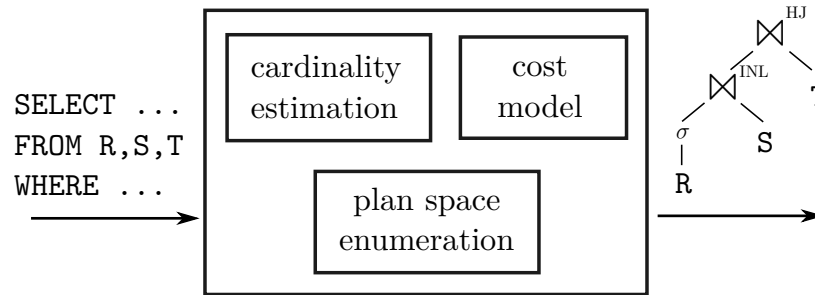 SELECT ...
FROM R,S,T
WHERE ...
cardinality
estimation
cost
model
plan space
enumeration
HJ
INL
σ
S
R